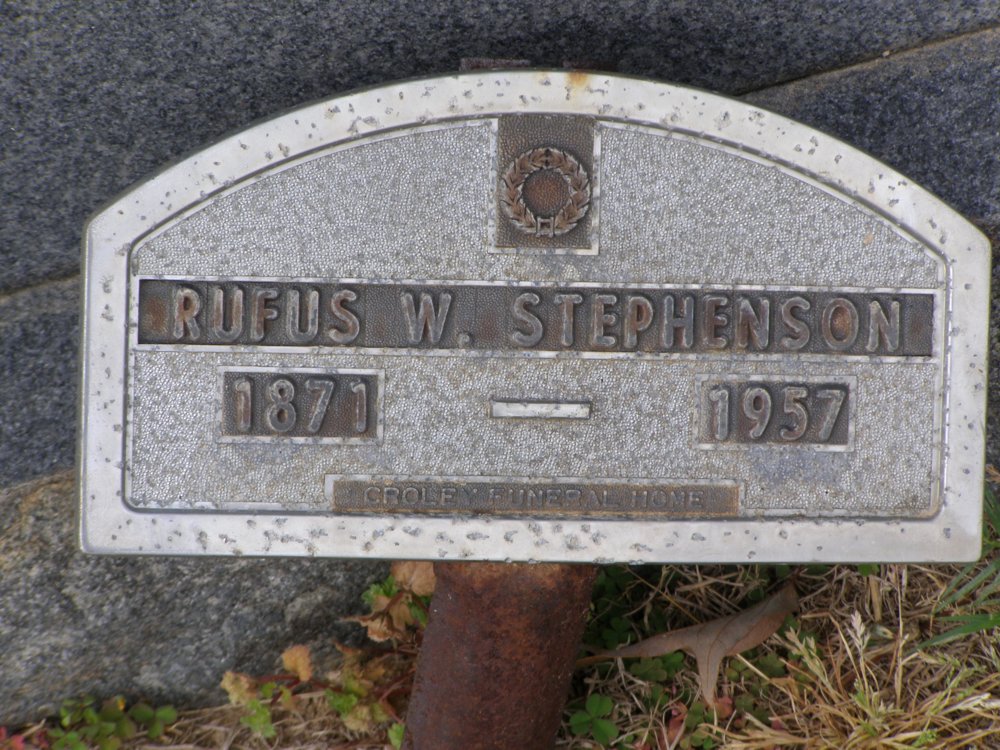 RUFUS W. STEPHENSON
1871 — 1957
CROLEY FUNERAL HOME